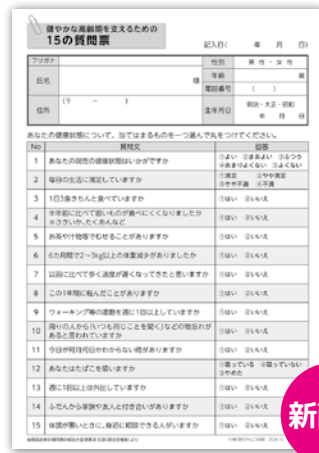 健やかな高齢期を支えるための
15の質問票
記入日( 年 月 日)
フリガナ 性別 男性・女性
氏名 様 年齢 歳
電話番号 ( )
住所 (〒 - ) 生年月日 明治・大正・昭和
年 月 日
あなたの健康状態について、当てはまるものを一つ選んで丸をつけてください。
No 質問文 回答
1 あなたの現在の健康状態はいかがですか ①よい ②まあよい ③ふつう
④あまりよくない ⑤よくない
2 毎日の生活に満足していますか ①満足 ②やや満足
③やや不満 ④不満
3 1日3食きちんと食べていますか ①はい ②いいえ
4 半年前に比べて固いものが食べにくくなりましたか ①はい ②いいえ
※さきいか、たくあんなど
5 お茶や汁物等でむせることがありますか ①はい ②いいえ
6 6カ月間で2~3kg以上の体重減少がありましたか ①はい ②いいえ
7 以前に比べて歩く速度が遅くなってきたと思いますか ①はい ②いいえ
8 この1年間に転んだことがありますか ①はい ②いいえ
9 ウォーキング等の運動を週に1回以上していますか ①はい ②いいえ
10 周りの人から「いつも同じことを聞く」などの物忘れが ①はい ②いいえ
あると言われていますか
11 今日が何月何日かわからない時がありますか ①はい ②いいえ
12 あなたはたばこを吸いますか ①吸っている ②吸っていない
③やめた
13 週に1回以上は外出していますか ①はい ②いいえ
14 ふだんから家族や友人と付き合いがありますか ①はい ②いいえ
15 体調が悪いときに、身近に相談できる人がいますか ①はい ②いいえ
新